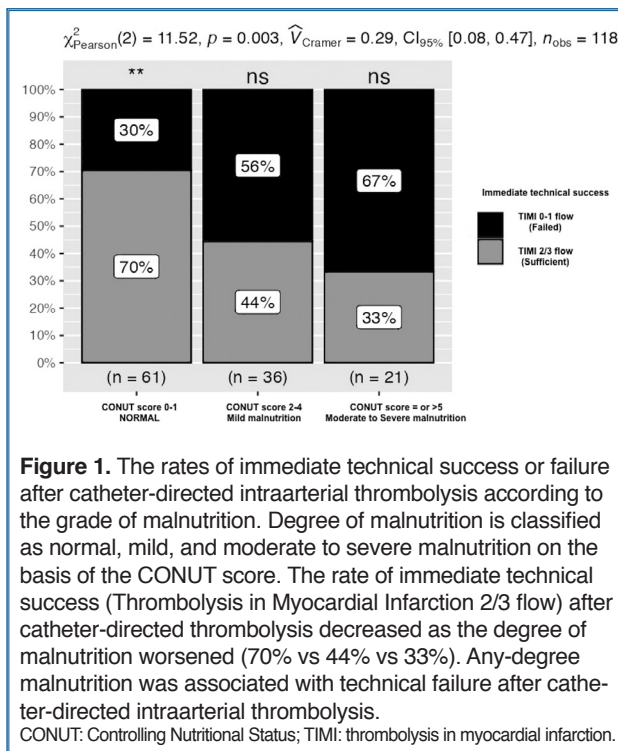 χ²Pearson(2) = 11.52, p = 0.003, V̂Cramer = 0.29, CI95% [0.08, 0.47], nobs = 118
** ns ns
100%
90%
80%
70%
60%
50%
40%
30%
20%
10%
0%
30% 56% 67%
70% 44% 33%
(n = 61) (n = 36) (n = 21)
CONUT score 0-1 CONUT score 2-4 CONUT score = or >5
NORMAL Mild malnutrition Moderate to Severe malnutrition
Immediate technical success
TIMI 0-1 flow
(Failed)
TIMI 2/3 flow
(Sufficient)
Figure 1. The rates of immediate technical success or failure
after catheter-directed intraarterial thrombolysis according to
the grade of malnutrition. Degree of malnutrition is classified
as normal, mild, and moderate to severe malnutrition on the
basis of the CONUT score. The rate of immediate technical
success (Thrombolysis in Myocardial Infarction 2/3 flow) after
catheter-directed thrombolysis decreased as the degree of
malnutrition worsened (70% vs 44% vs 33%). Any-degree
malnutrition was associated with technical failure after cathe-
ter-directed intraarterial thrombolysis.
CONUT: Controlling Nutritional Status; TIMI: thrombolysis in myocardial infarction.